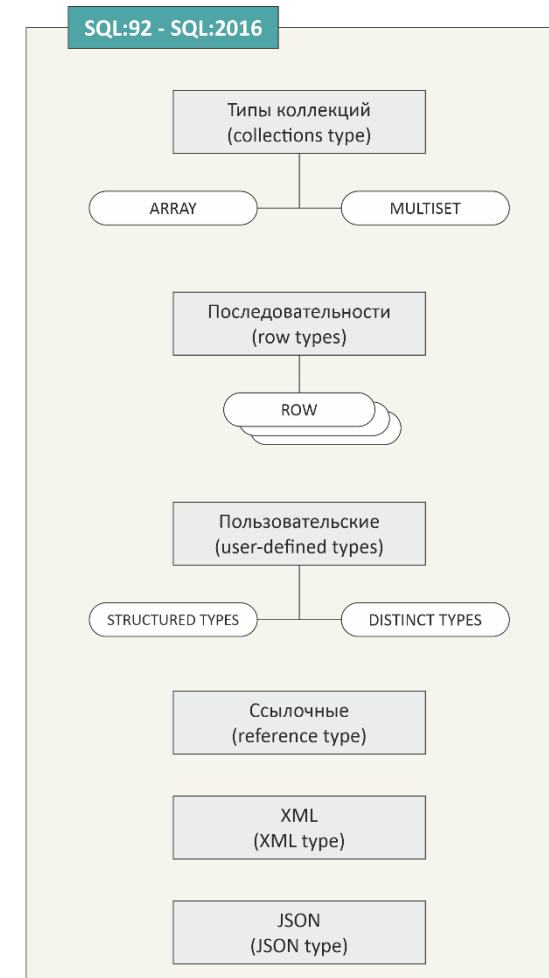 SQL:92 - SQL:2016
Типы коллекций
(collections type)
ARRAY
MULTISET
Последовательности
(row types)
ROW
Пользовательские
(user-defined types)
STRUCTURED TYPES
DISTINCT TYPES
Ссылочные
(reference type)
XML
(XML type)
JSON
(JSON type)